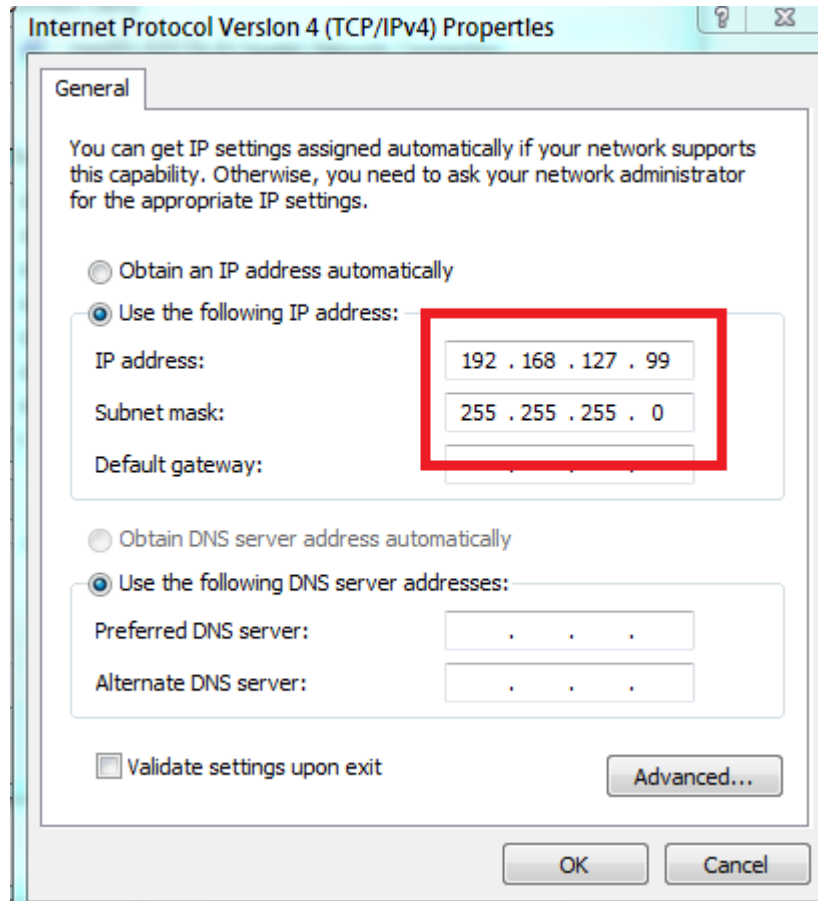 Internet Protocol Version 4 (TCP/IPv4) Properties
General
You can get IP settings assigned automatically if your network supports
this capability. Otherwise, you need to ask your network administrator
for the appropriate IP settings.
Obtain an IP address automatically
Use the following IP address:
IP address: 192 . 168 . 127 . 99
Subnet mask: 255 . 255 . 255 . 0
Default gateway: . . .
Obtain DNS server address automatically
Use the following DNS server addresses:
Preferred DNS server: . . .
Alternate DNS server: . . .
Validate settings upon exit
Advanced...
OK Cancel